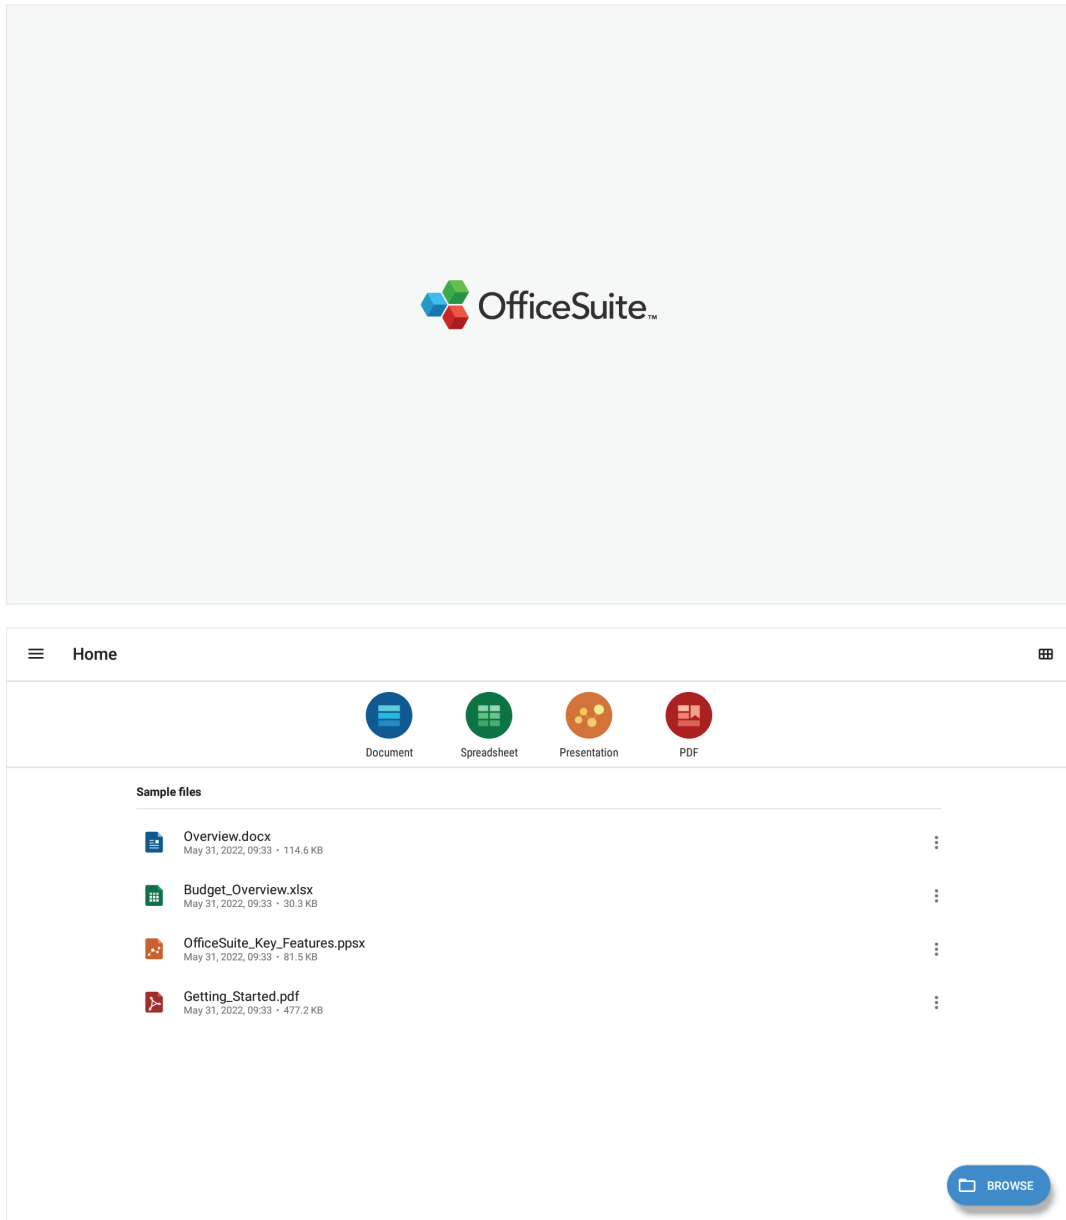 OfficeSuite™
Home
Document Spreadsheet Presentation PDF
Sample files
Overview.docx
May 31, 2022, 09:33 • 114.6 KB
Budget_Overview.xlsx
May 31, 2022, 09:33 • 30.3 KB
OfficeSuite_Key_Features.ppsx
May 31, 2022, 09:33 • 81.5 KB
Getting_Started.pdf
May 31, 2022, 09:33 • 477.2 KB
BROWSE